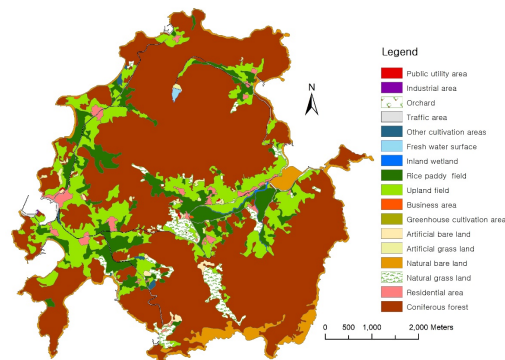 Legend
N
Public utility area
Industrial area
Orchard
Traffic area
Other cultivation areas
Fresh water surface
Inland wetland
Rice paddy field
Upland field
Business area
Greenhouse cultivation area
Artificial bare land
Artificial grass land
Natural bare land
Natural grass land
Residential area
Coniferous forest
0 500 1,000 2,000 Meters